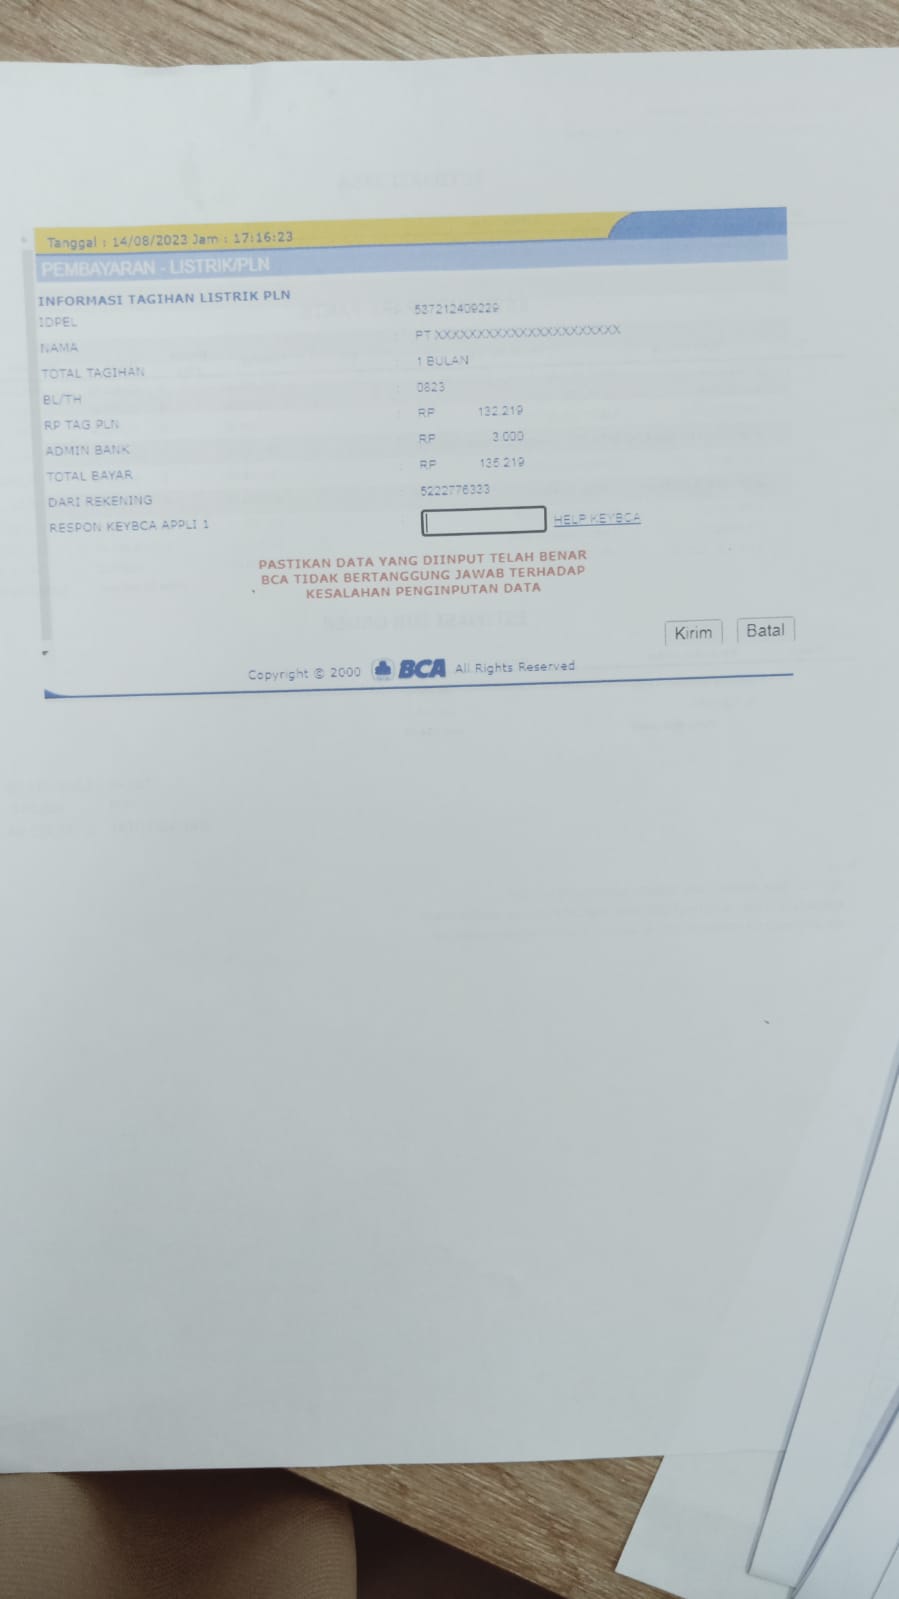 Tanggal : 14/08/2023 Jam : 17:16:23
PEMBAYARAN - LISTRIK/PLN
INFORMASI TAGIHAN LISTRIK PLN
IDPEL : 537212409229
NAMA : PT XXXXXXXXXXXXXXXXXXXXXX
TOTAL TAGIHAN : 1 BULAN
BL/TH : 0823
RP TAG PLN : RP 132.219
ADMIN BANK : RP 3.000
TOTAL BAYAR : RP 135.219
DARI REKENING : 5222776333
RESPON KEYBCA APPLI 1 : HELP KEYBCA
PASTIKAN DATA YANG DIINPUT TELAH BENAR
BCA TIDAK BERTANGGUNG JAWAB TERHADAP
KESALAHAN PENGINPUTAN DATA
Kirim Batal
Copyright © 2000 BCA All Rights Reserved